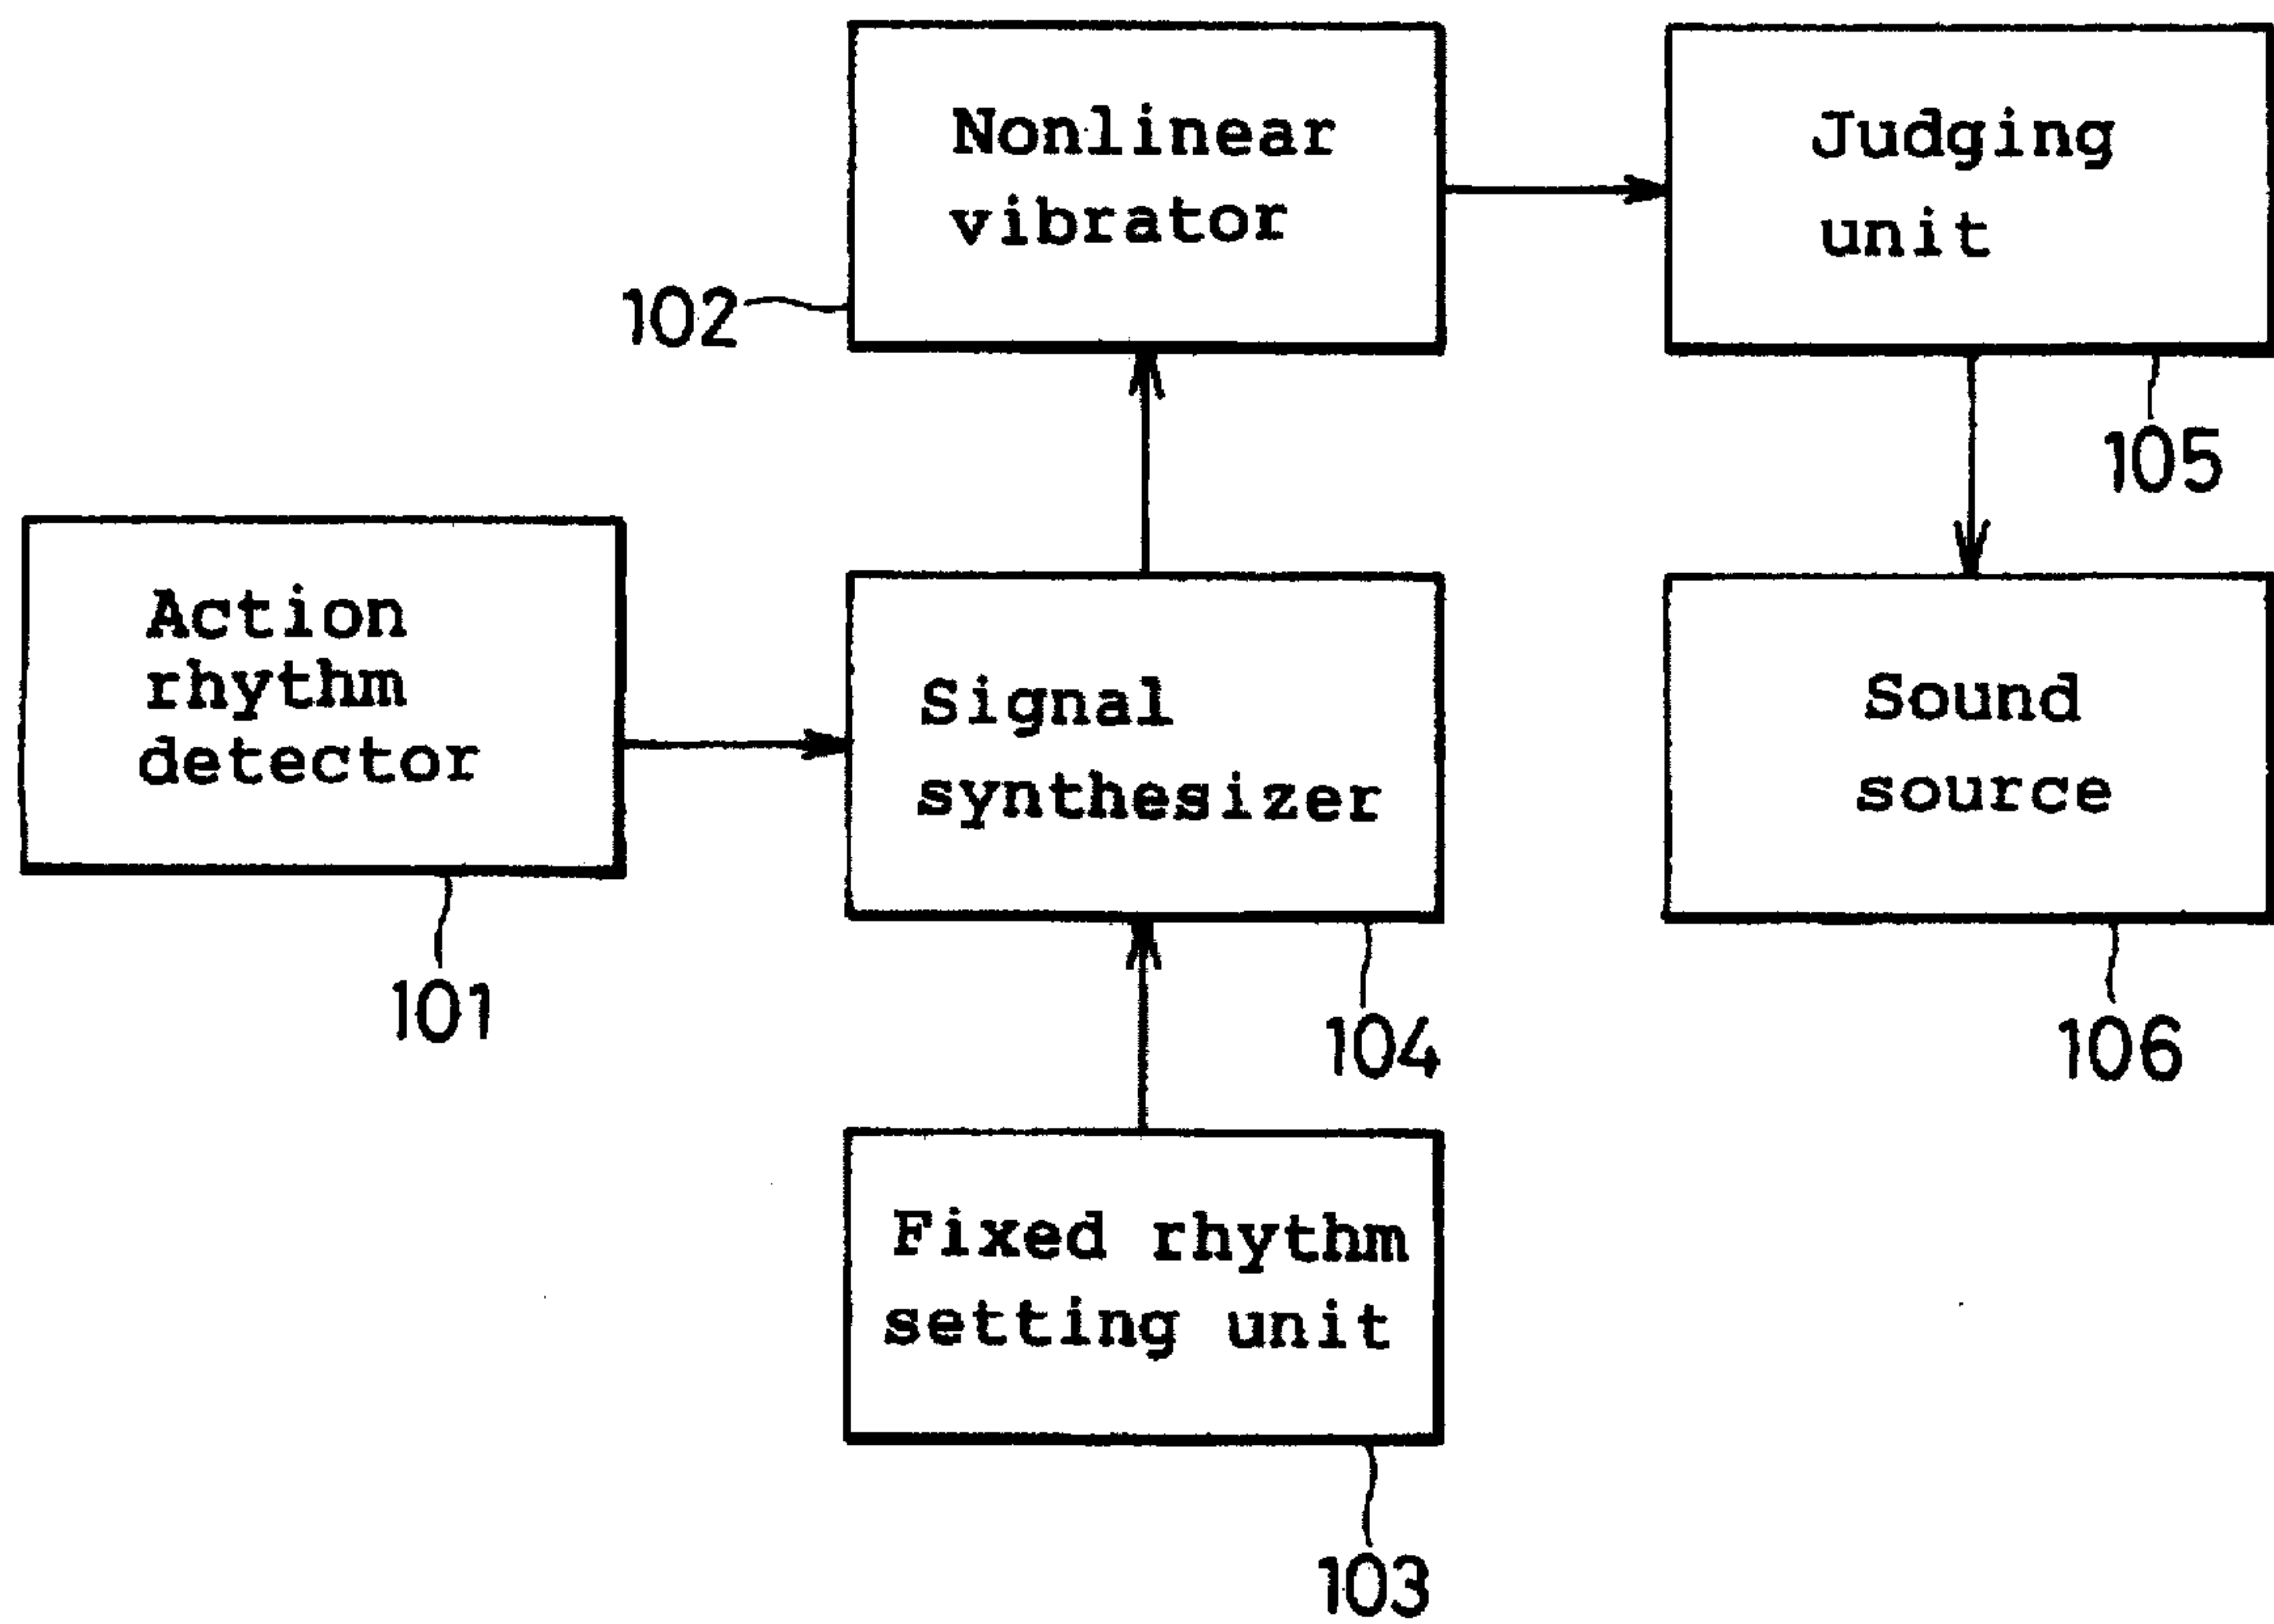 Nonlinear
vibrator
102
Judging
unit
105
Action
rhythm
detector
101
Signal
synthesizer
104
Sound
source
106
Fixed rhythm
setting unit
103